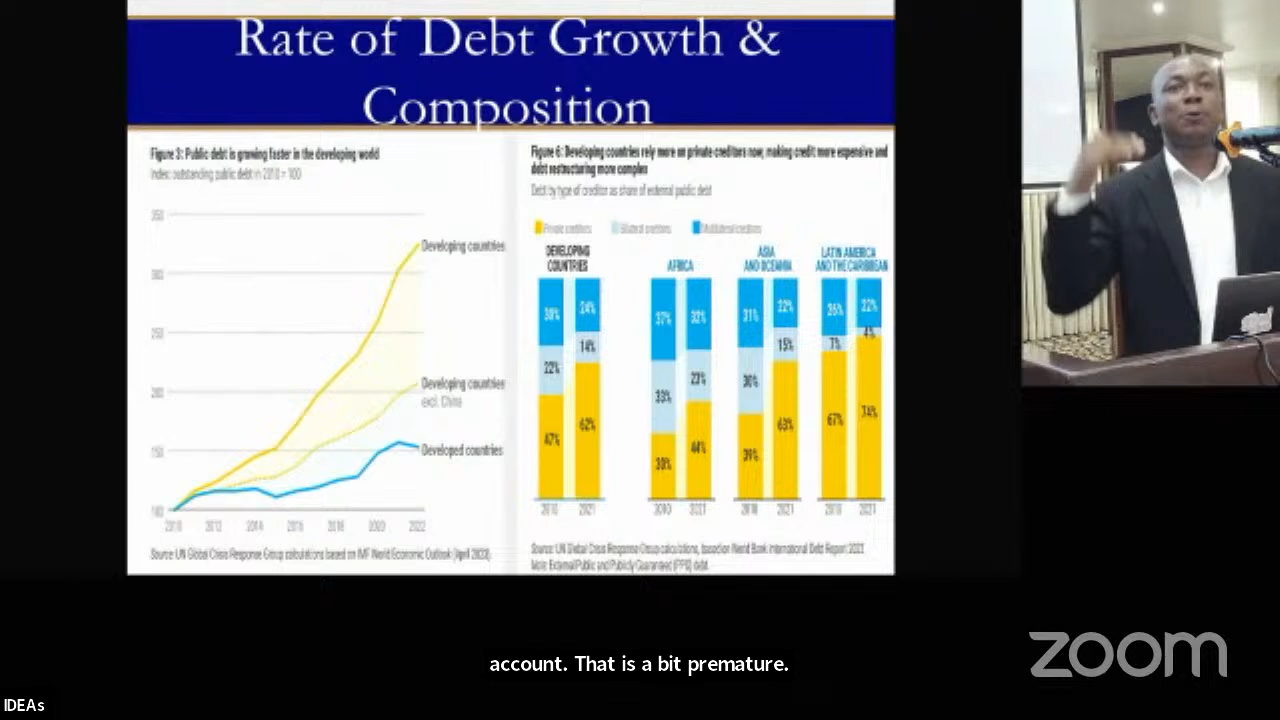 Rate of Debt Growth &
Composition
Figure 3: Public debt is growing faster in the developing world
Index: outstanding public debt in 2010 = 100
350
300
250
200
150
100
Developing countries
Developing countries
excl. China
Developed countries
2010 2012 2014 2016 2018 2020 2022
Source: UN Global Crisis Response Group calculations based on IMF World Economic Outlook (April 2023).
Figure 6: Developing countries rely more on private creditors now, making credit more expensive and
debt restructuring more complex
Debt by type of creditor as share of external public debt
Private creditors Bilateral creditors Multilateral creditors
DEVELOPING
COUNTRIES
AFRICA
ASIA
AND OCEANIA
LATIN AMERICA
AND THE CARIBBEAN
30% 24% 37% 32% 31% 22% 26% 22%
22% 14% 33% 23% 30% 15% 7% 4%
47% 62% 30% 44% 39% 63% 67% 74%
2010 2021 2010 2021 2010 2021 2010 2021
Source: UN Global Crisis Response Group calculations, based on World Bank International Debt Report 2022.
Note: External Public and Publicly Guaranteed (PPG) debt.
account. That is a bit premature.
zoom
IDEAs